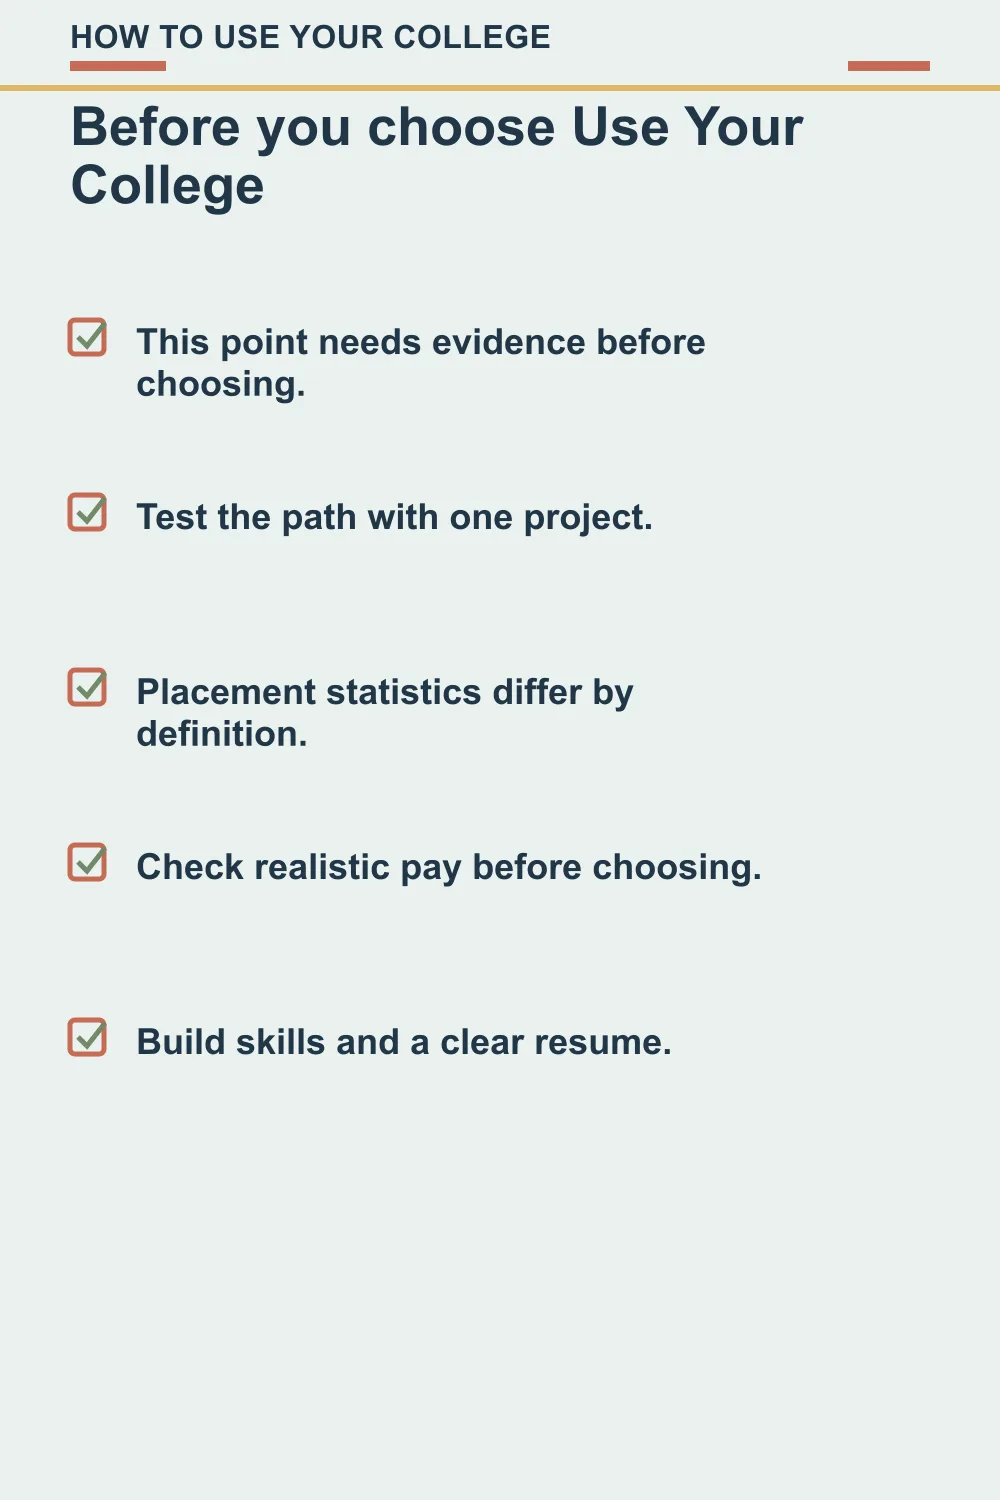 HOW TO USE YOUR COLLEGE
Before you choose Use Your
College
This point needs evidence before
choosing.
Test the path with one project.
Placement statistics differ by
definition.
Check realistic pay before choosing.
Build skills and a clear resume.